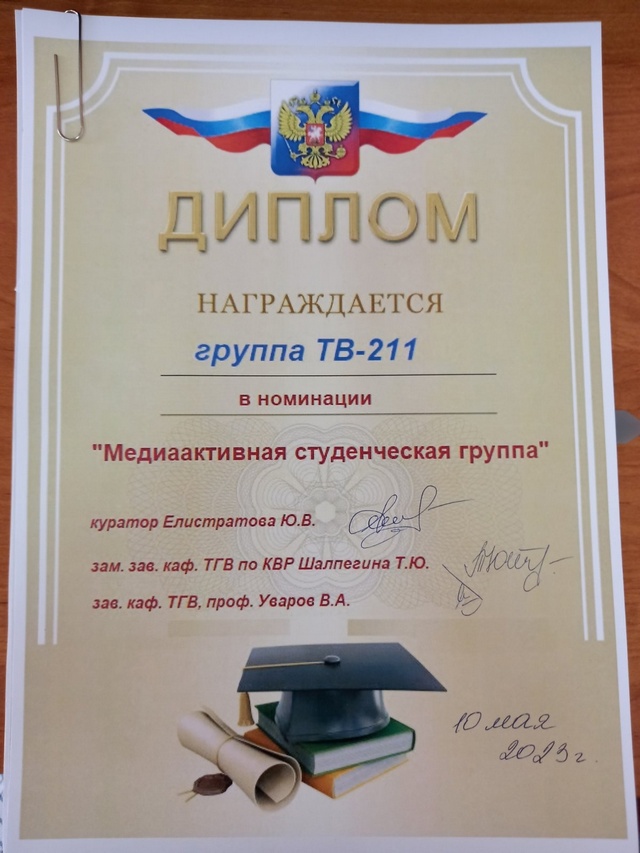 ДИПЛОМ
НАГРАЖДАЕТСЯ
группа ТВ-211
в номинации
"Медиаактивная студенческая группа"
куратор Елистратова Ю.В.
зам. зав. каф. ТГВ по КВР Шалпегина Т.Ю.
зав. каф. ТГВ, проф. Уваров В.А.
10 мая
2023 г.